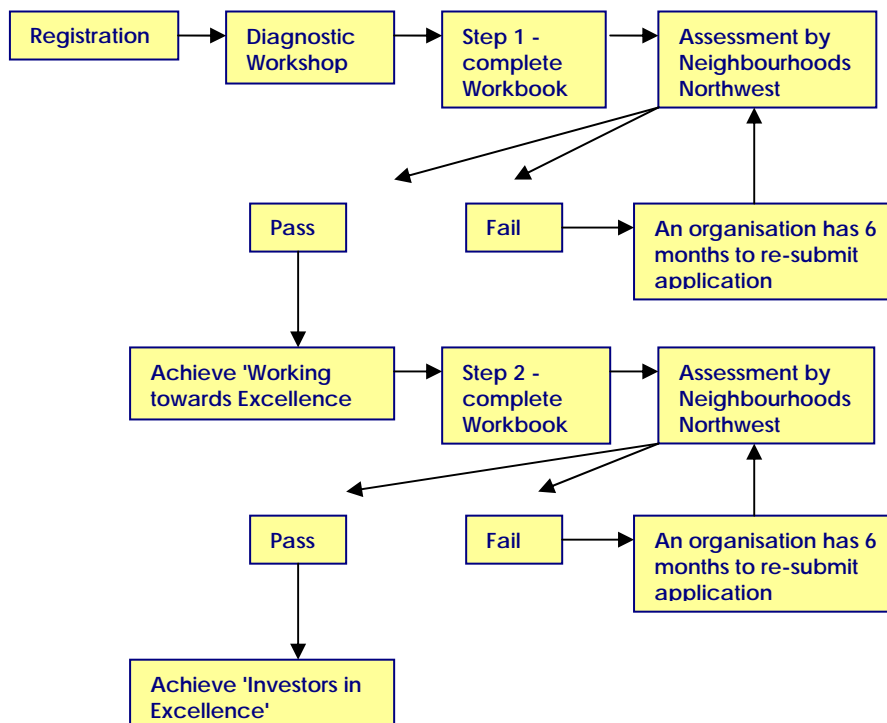 Registration
Diagnostic
Workshop
Step 1 -
complete
Workbook
Assessment by
Neighbourhoods
Northwest
Pass
Fail
An organisation has 6
months to re-submit
application
Achieve 'Working
towards Excellence
Step 2 -
complete
Workbook
Assessment by
Neighbourhoods
Northwest
Pass
Fail
An organisation has 6
months to re-submit
application
Achieve 'Investors in
Excellence'